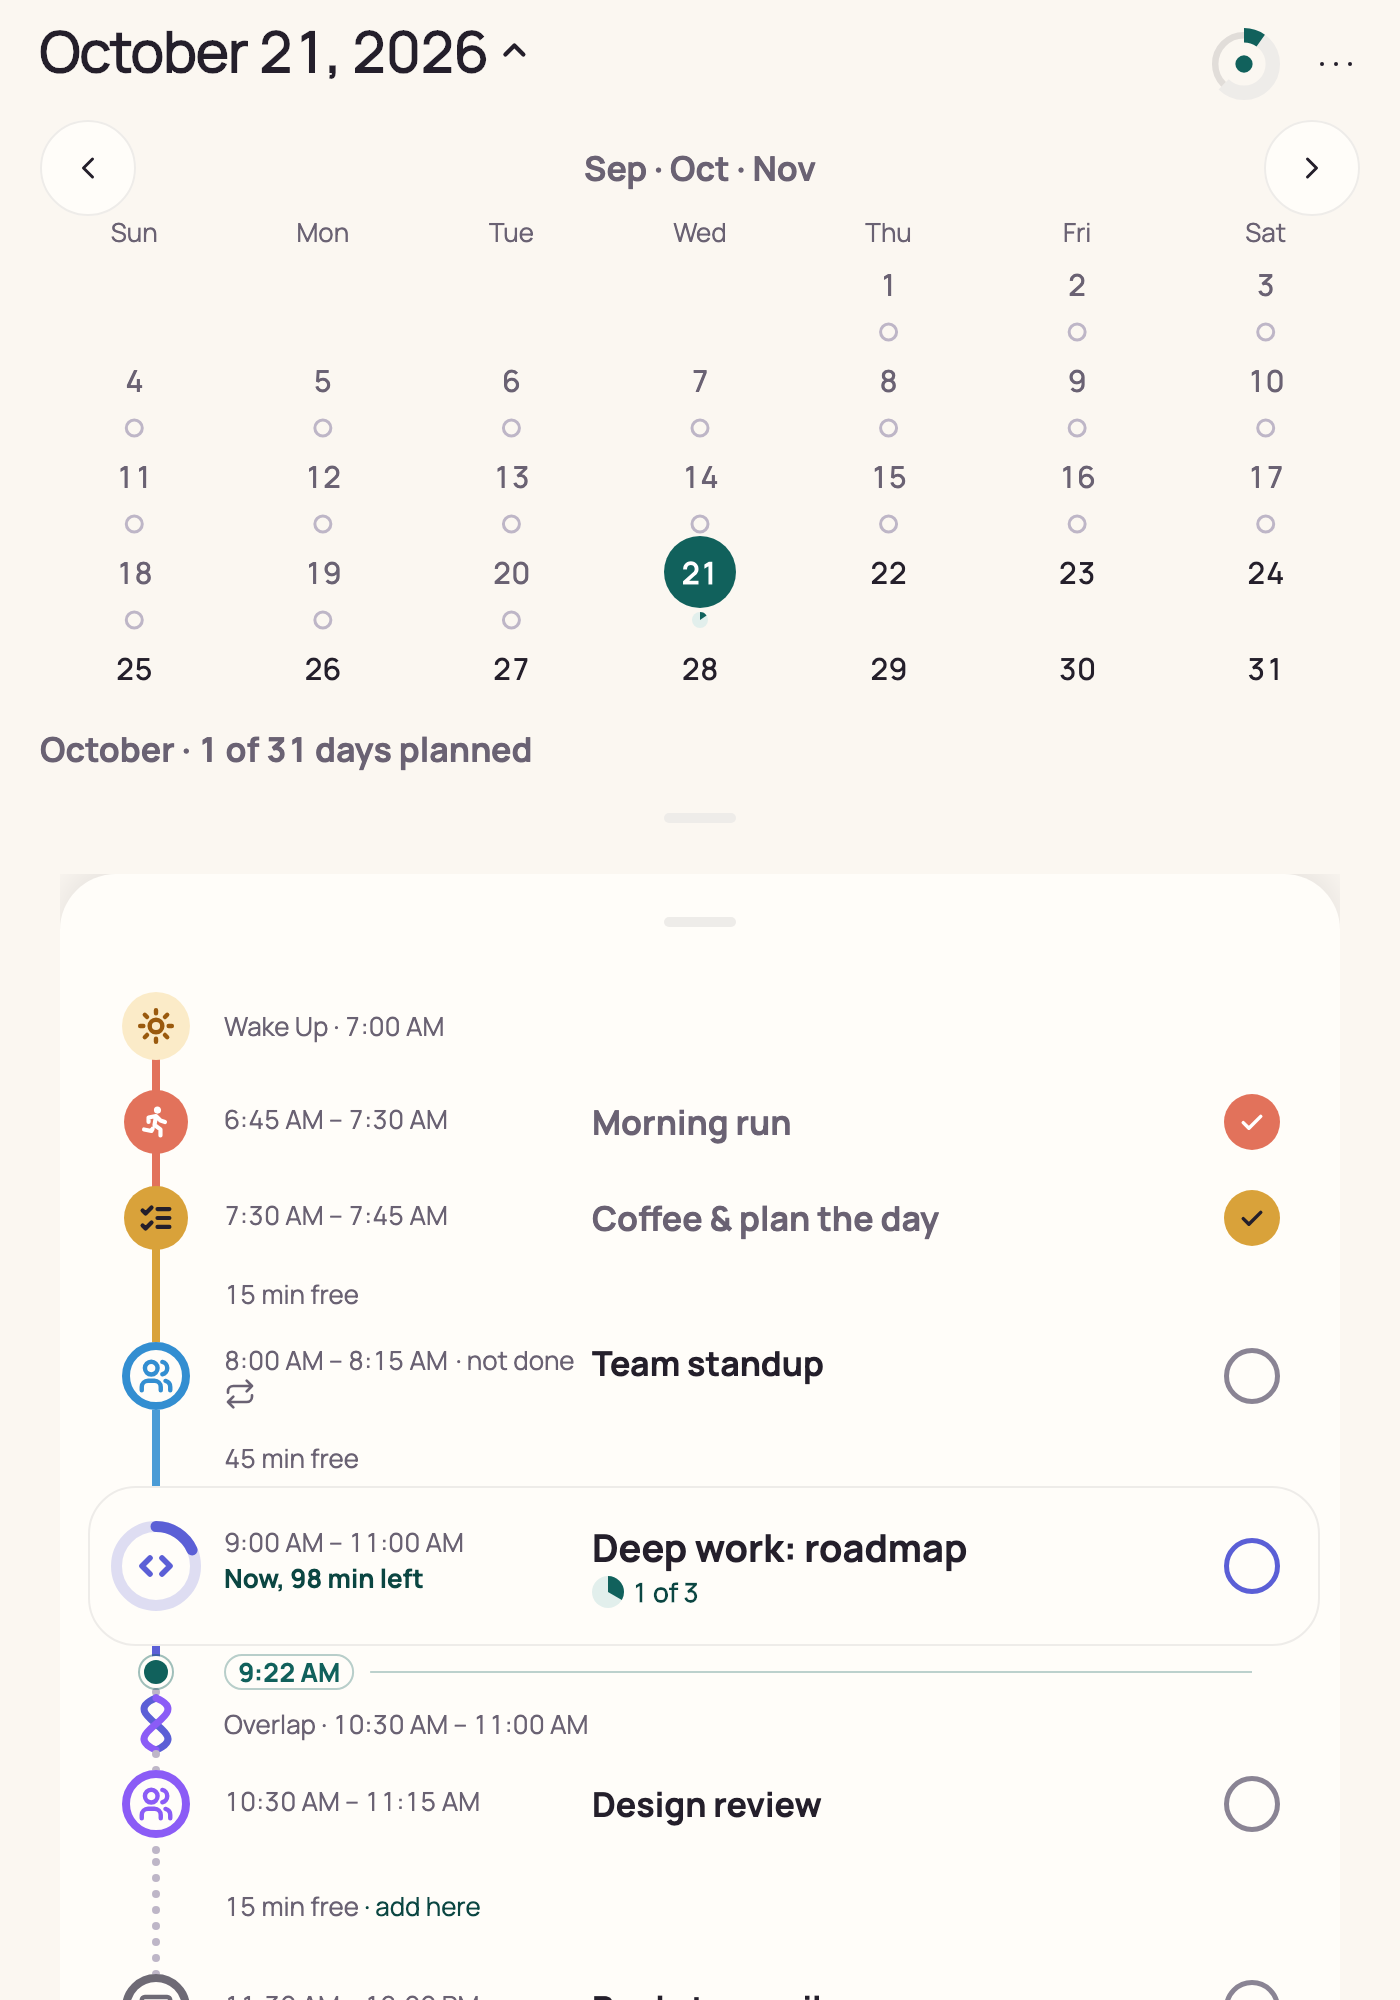 October 21, 2026
Sep · Oct · Nov
Sun Mon Tue Wed Thu Fri Sat
1 2 3
4 5 6 7 8 9 10
11 12 13 14 15 16 17
18 19 20 21 22 23 24
25 26 27 28 29 30 31
October · 1 of 31 days planned
Wake Up · 7:00 AM
6:45 AM – 7:30 AM Morning run
7:30 AM – 7:45 AM Coffee & plan the day
15 min free
8:00 AM – 8:15 AM · not done Team standup
45 min free
9:00 AM – 11:00 AM Deep work: roadmap
Now, 98 min left 1 of 3
9:22 AM
Overlap · 10:30 AM – 11:00 AM
10:30 AM – 11:15 AM Design review
15 min free · add here